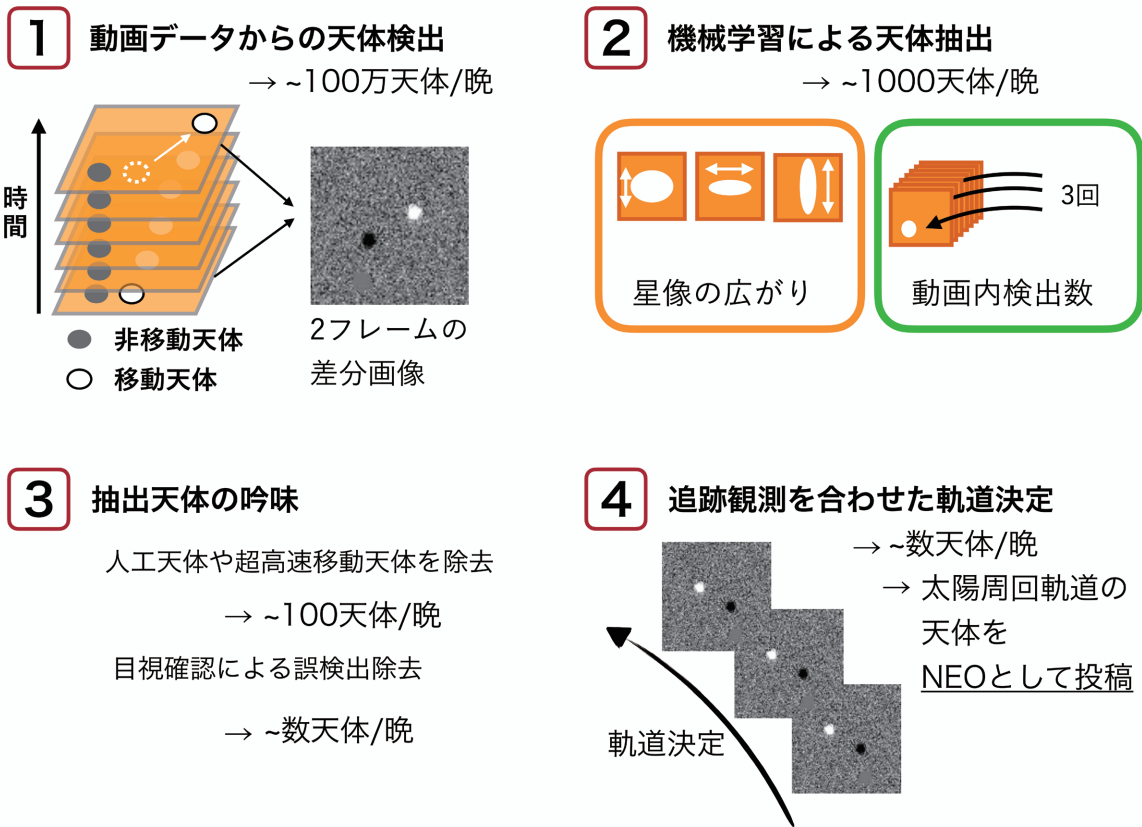 1 動画データからの天体検出
→ ~100万天体/晩
時間
非移動天体
移動天体
2フレームの
差分画像
2 機械学習による天体抽出
→ ~1000天体/晩
星像の広がり
3回
動画内検出数
3 抽出天体の吟味
人工天体や超高速移動天体を除去
→ ~100天体/晩
目視確認による誤検出除去
→ ~数天体/晩
4 追跡観測を合わせた軌道決定
→ ~数天体/晩
→ 太陽周回軌道の
天体を
NEOとして投稿
軌道決定